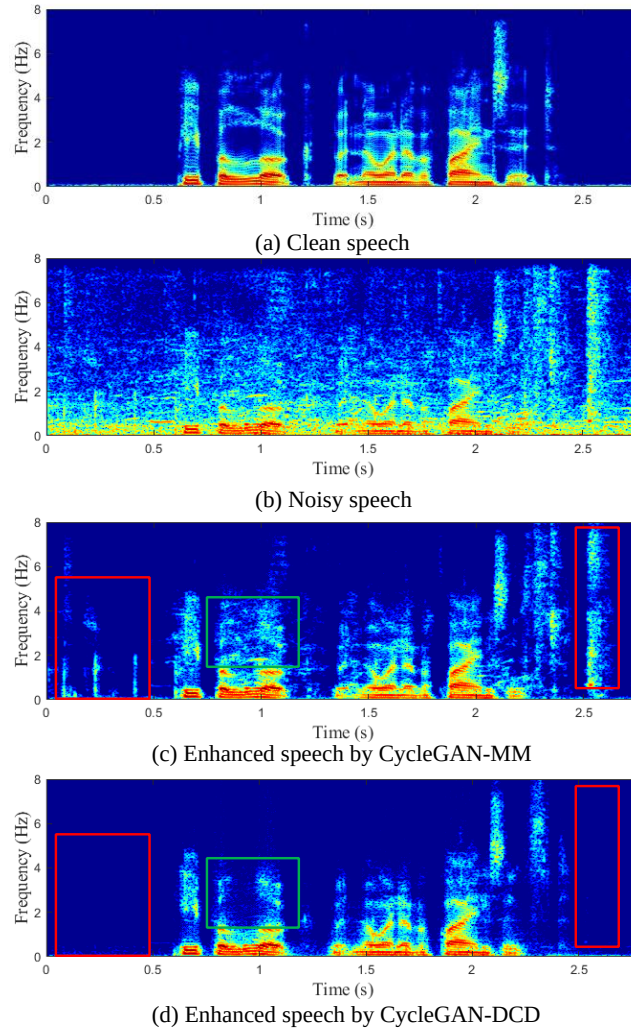 8
6
4
2
0
Frequency (Hz)
0 0.5 1 1.5 2 2.5
Time (s)
(a) Clean speech
8
6
4
2
0
Frequency (Hz)
0 0.5 1 1.5 2 2.5
Time (s)
(b) Noisy speech
8
6
4
2
0
Frequency (Hz)
0 0.5 1 1.5 2 2.5
Time (s)
(c) Enhanced speech by CycleGAN-MM
8
6
4
2
0
Frequency (Hz)
0 0.5 1 1.5 2 2.5
Time (s)
(d) Enhanced speech by CycleGAN-DCD